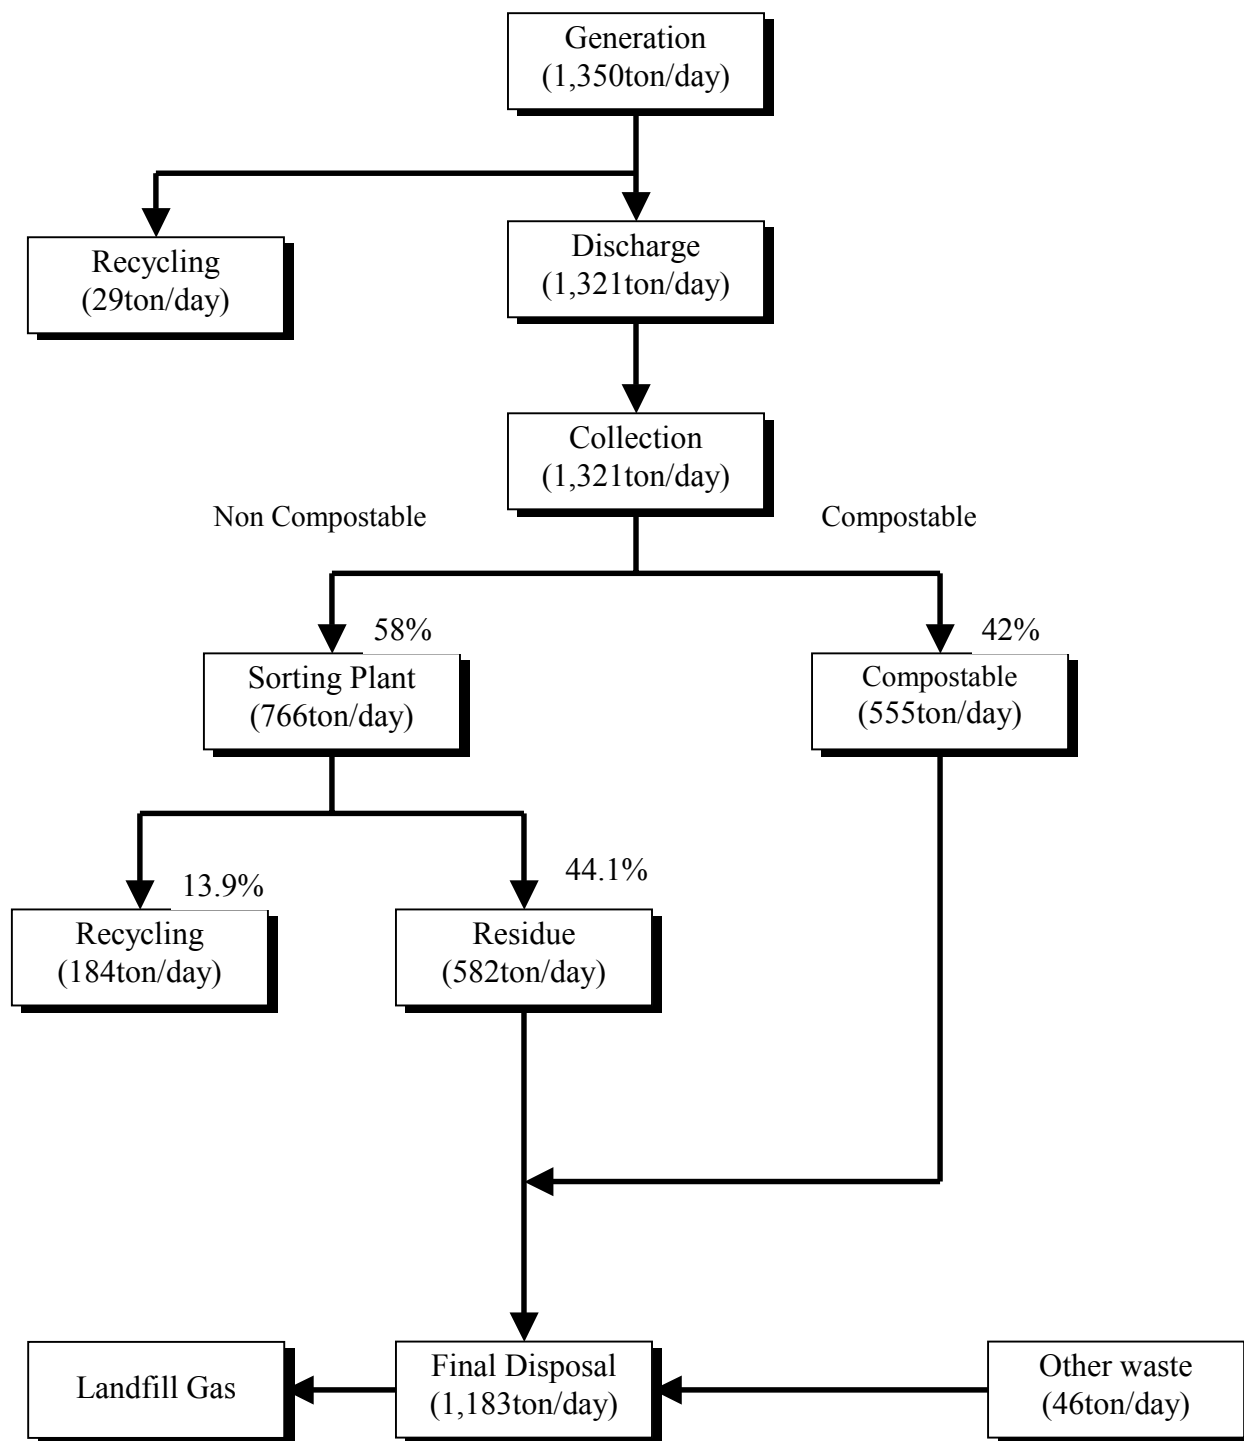 Generation
(1,350ton/day)
Recycling
(29ton/day)
Discharge
(1,321ton/day)
Collection
(1,321ton/day)
Non Compostable
Compostable
58%
42%
Sorting Plant
(766ton/day)
Compostable
(555ton/day)
13.9%
44.1%
Recycling
(184ton/day)
Residue
(582ton/day)
Landfill Gas
Final Disposal
(1,183ton/day)
Other waste
(46ton/day)